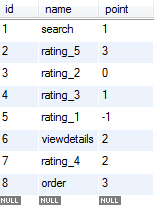 id name point
1 search 1
2 rating_5 3
3 rating_2 0
4 rating_3 1
5 rating_1 -1
6 viewdetails 2
7 rating_4 2
8 order 3
NULL NULL NULL